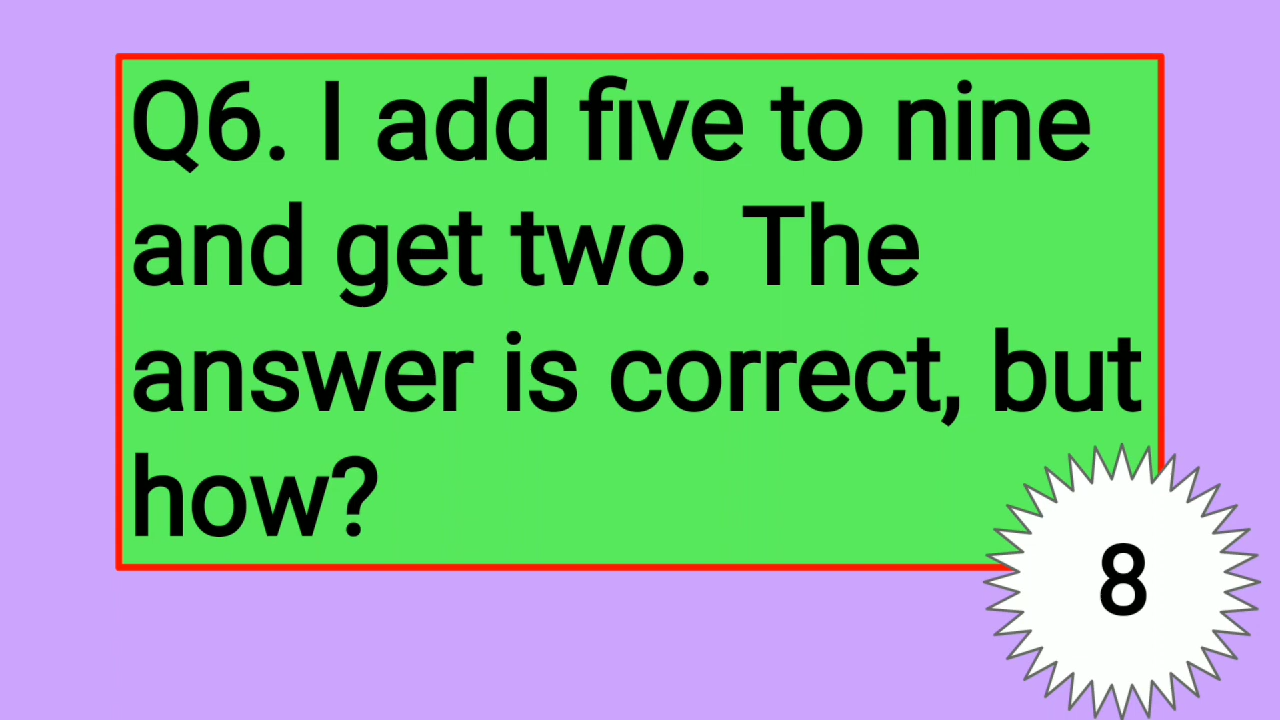 Q6. I add five to nine
and get two. The
answer is correct, but
how?
8